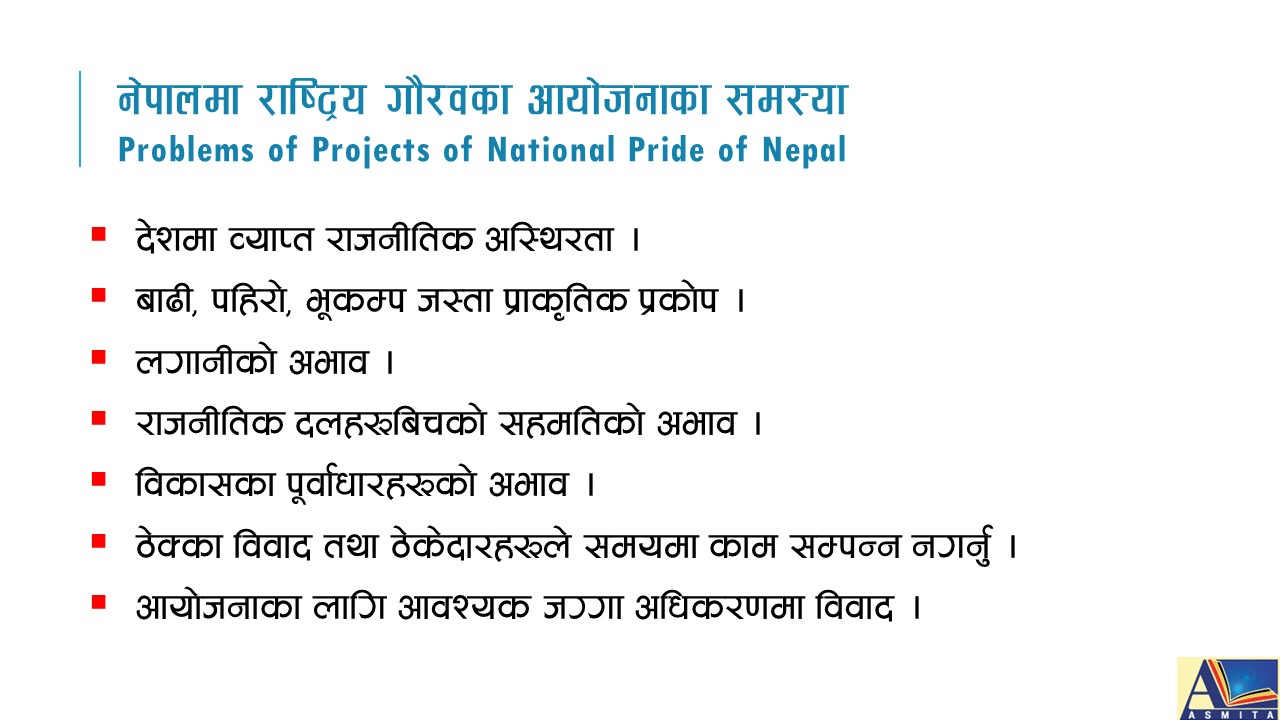 नेपालमा राष्ट्रिय गौरवका आयोजनाका समस्या
Problems of Projects of National Pride of Nepal
▪ देशमा व्याप्त राजनीतिक अस्थिरता ।
▪ बाढी, पहिरो, भूकम्प जस्ता प्राकृतिक प्रकोप ।
▪ लगानीको अभाव ।
▪ राजनीतिक दलहरुबिचको सहमतिको अभाव ।
▪ विकासका पूर्वाधारहरुको अभाव ।
▪ ठेक्का विवाद तथा ठेकेदारहरुले समयमा काम सम्पन्न नगर्नु ।
▪ आयोजनाका लागि आवश्यक जग्गा अधिकरणमा विवाद ।
ASMITA